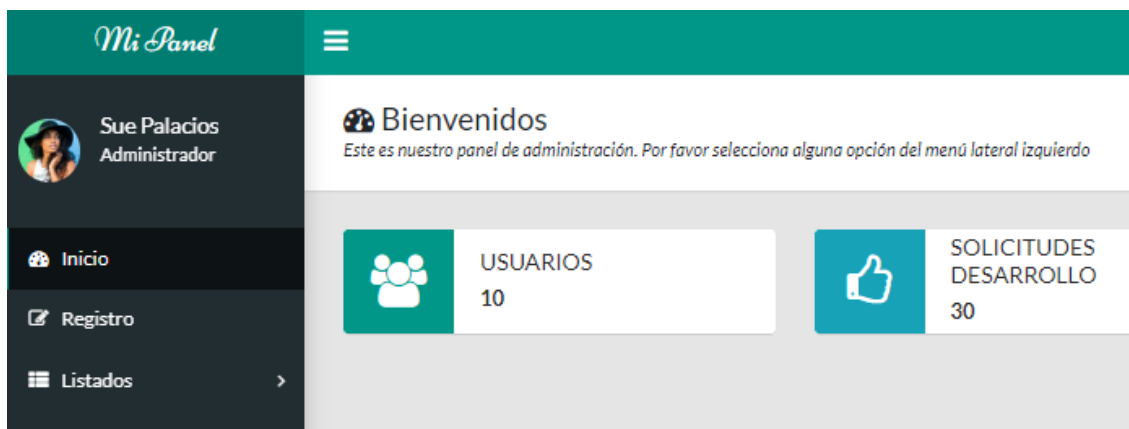 Mi Panel
Sue Palacios
Administrador
Inicio
Registro
Listados
Bienvenidos
Este es nuestro panel de administración. Por favor selecciona alguna opción del menú lateral izquierdo
USUARIOS
10
SOLICITUDES
DESARROLLO
30